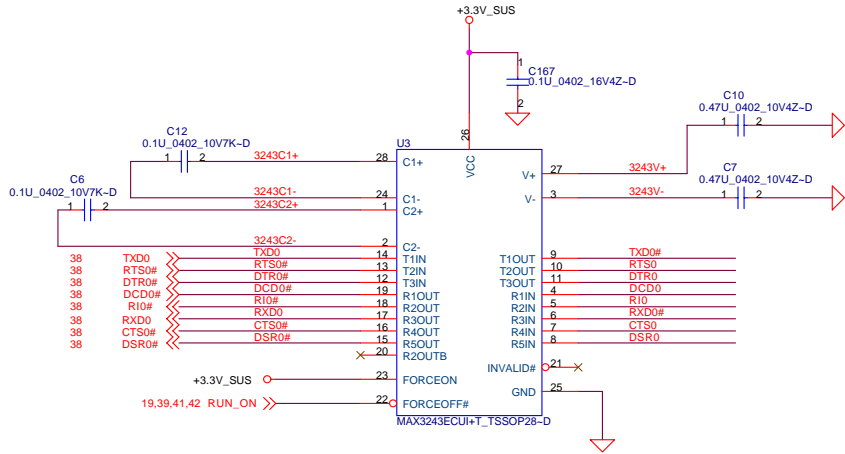 +3.3V_SUS
1
C167
0.1U_0402_16V4Z~D
2
C10
0.47U_0402_10V4Z~D
1 2
C12
0.1U_0402_10V7K~D
1 2
26
U3
VCC
3243C1+ 28 C1+
V+ 27 3243V+
C7
0.47U_0402_10V4Z~D
1 2
C6
0.1U_0402_10V7K~D
1 2
3243C1- 24 C1-
3243C2+ 1 C2+
V- 3 3243V-
3243C2- 2 C2-
38 TXD0 TXD0 14 T1IN T1OUT 9 TXD0#
38 RTS0# RTS0# 13 T2IN T2OUT 10 RTS0
38 DTR0# DTR0# 12 T3IN T3OUT 11 DTR0
38 DCD0# DCD0# 19 R1OUT R1IN 4 DCD0
38 RI0# RI0# 18 R2OUT R2IN 5 RI0
38 RXD0 RXD0 17 R3OUT R3IN 6 RXD0#
38 CTS0# CTS0# 16 R4OUT R4IN 7 CTS0
38 DSR0# DSR0# 15 R5OUT R5IN 8 DSR0
20 R2OUTB
INVALID# 21
+3.3V_SUS 23 FORCEON
GND 25
19,39,41,42 RUN_ON 22 FORCEOFF#
MAX3243ECUI+T_TSSOP28~D